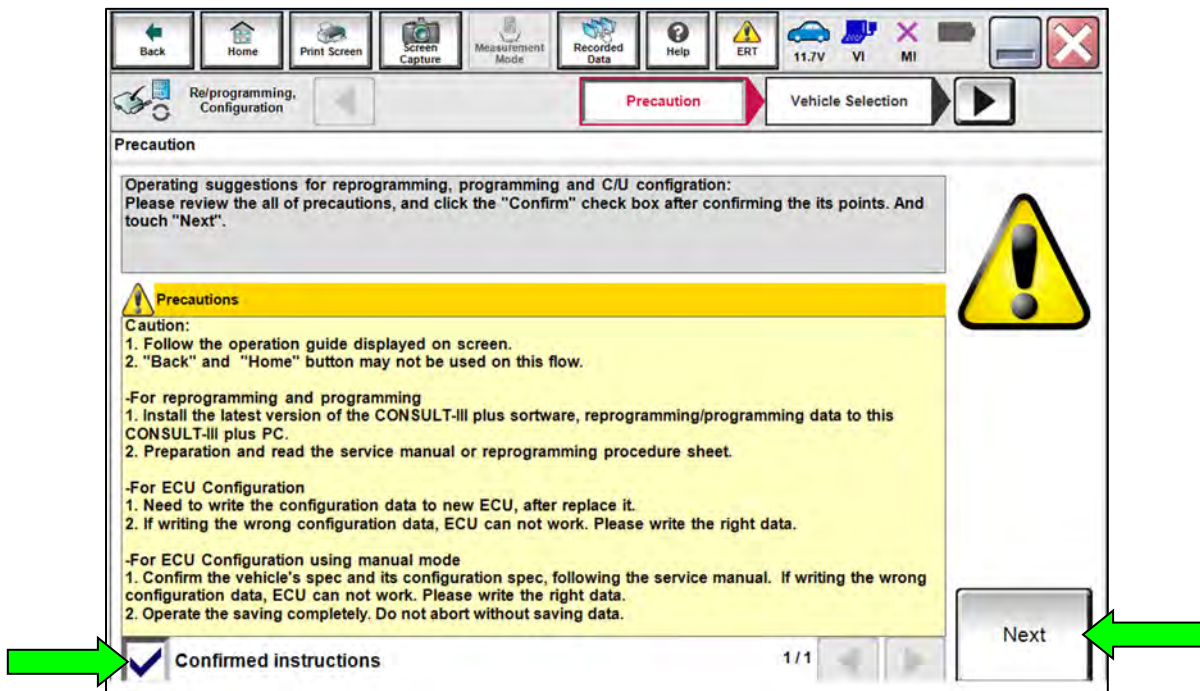 Back
Home
Print Screen
Screen
Capture
Measurement
Mode
Recorded
Data
Help
ERT
11.7V
VI
MI
Re/programming,
Configuration
Precaution
Vehicle Selection
Precaution
Operating suggestions for reprogramming, programming and C/U configration:
Please review the all of precautions, and click the "Confirm" check box after confirming the its points. And
touch "Next".
Precautions
Caution:
1. Follow the operation guide displayed on screen.
2. "Back" and "Home" button may not be used on this flow.
-For reprogramming and programming
1. Install the latest version of the CONSULT-III plus sortware, reprogramming/programming data to this
CONSULT-III plus PC.
2. Preparation and read the service manual or reprogramming procedure sheet.
-For ECU Configuration
1. Need to write the configuration data to new ECU, after replace it.
2. If writing the wrong configuration data, ECU can not work. Please write the right data.
-For ECU Configuration using manual mode
1. Confirm the vehicle's spec and its configuration spec, following the service manual. If writing the wrong
configuration data, ECU can not work. Please write the right data.
2. Operate the saving completely. Do not abort without saving data.
Confirmed instructions
1/1
Next